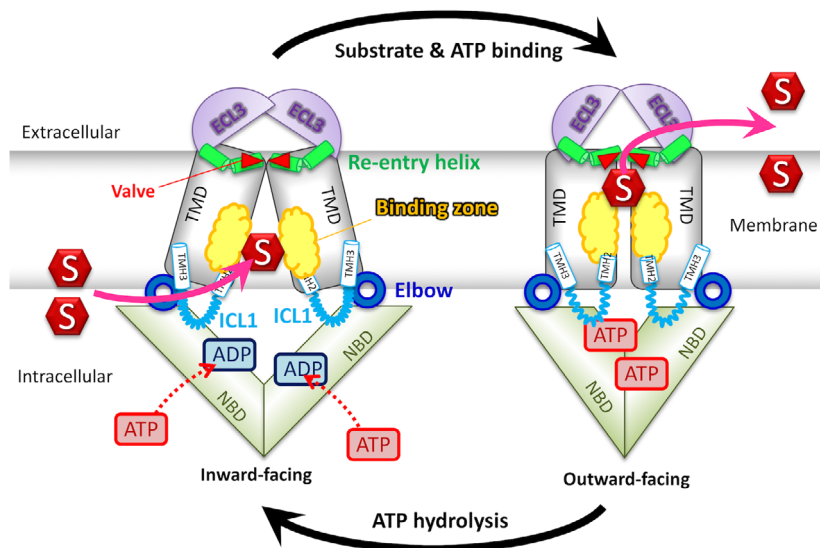 Substrate & ATP binding
S
ECL3
ECL3
ECL3
ECL3
Extracellular
Re-entry helix
S
S
Valve
TMD
TMD
TMD
TMD
Binding zone
Membrane
S
S
TMH3
TMH3
TMH3
TMH2
TMH2
TMH3
S
Elbow
ICL1
ICL1
ADP
ADP
NBD
ATP
ATP
NBD
Intracellular
NBD
NBD
ATP
ATP
Inward-facing
Outward-facing
ATP hydrolysis